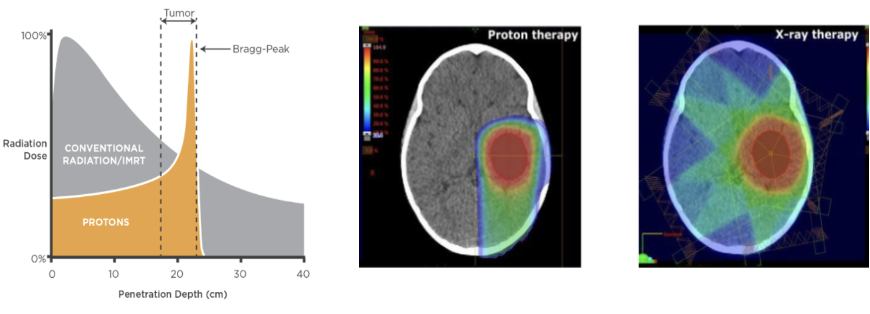 Tumor
100%
Bragg-Peak
Radiation
Dose
CONVENTIONAL
RADIATION/IMRT
PROTONS
0%
0 10 20 30 40
Penetration Depth (cm)
Proton therapy
X-ray therapy